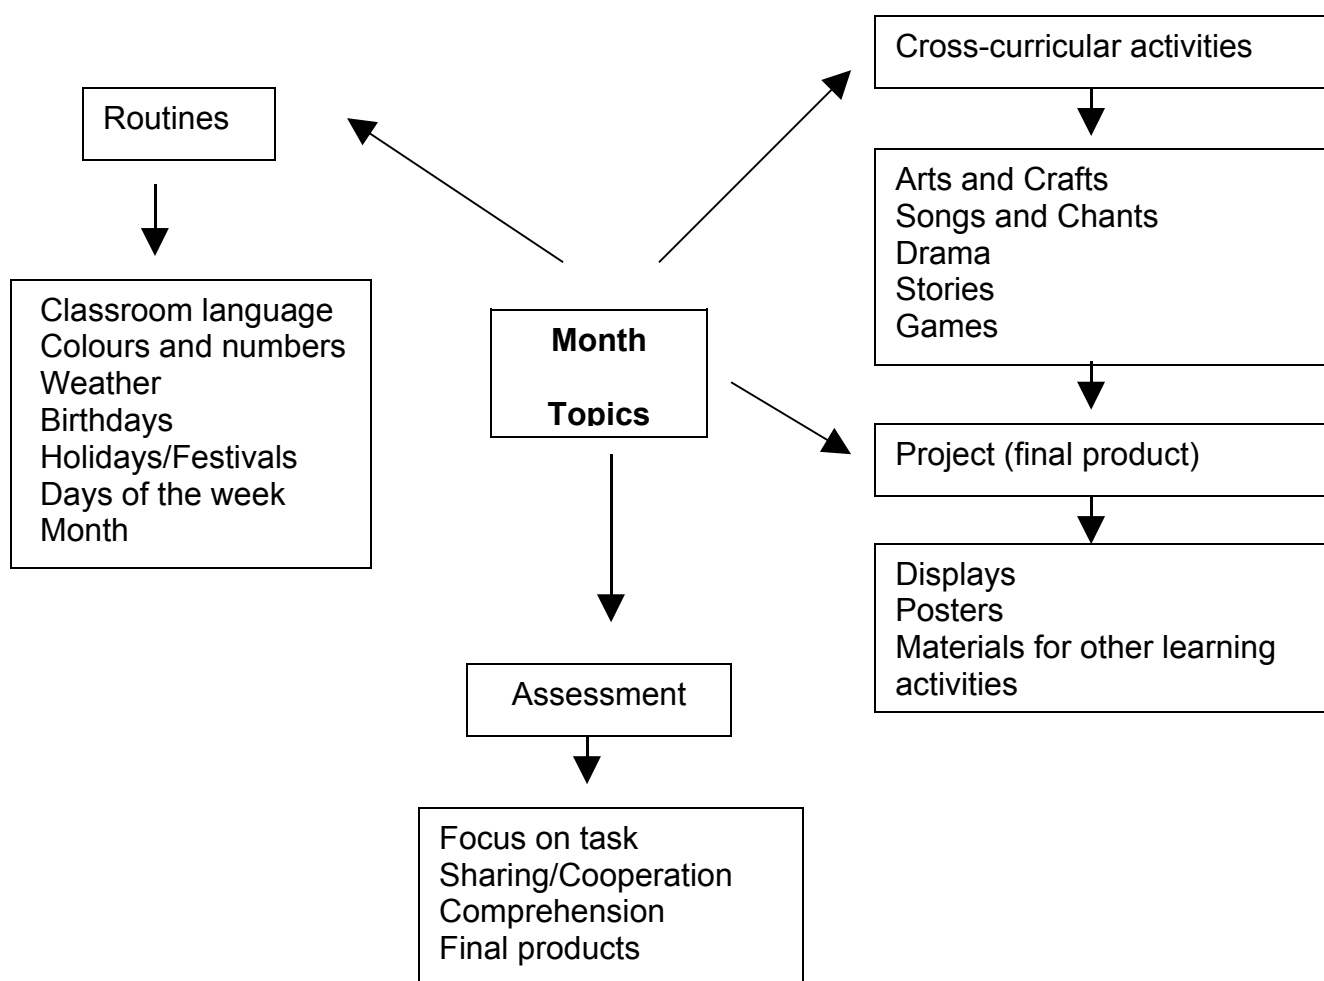 Cross-curricular activities
Routines
Arts and Crafts
Songs and Chants
Drama
Stories
Games
Classroom language
Colours and numbers
Weather
Birthdays
Holidays/Festivals
Days of the week
Month
Month
Topics
Project (final product)
Displays
Posters
Materials for other learning
activities
Assessment
Focus on task
Sharing/Cooperation
Comprehension
Final products